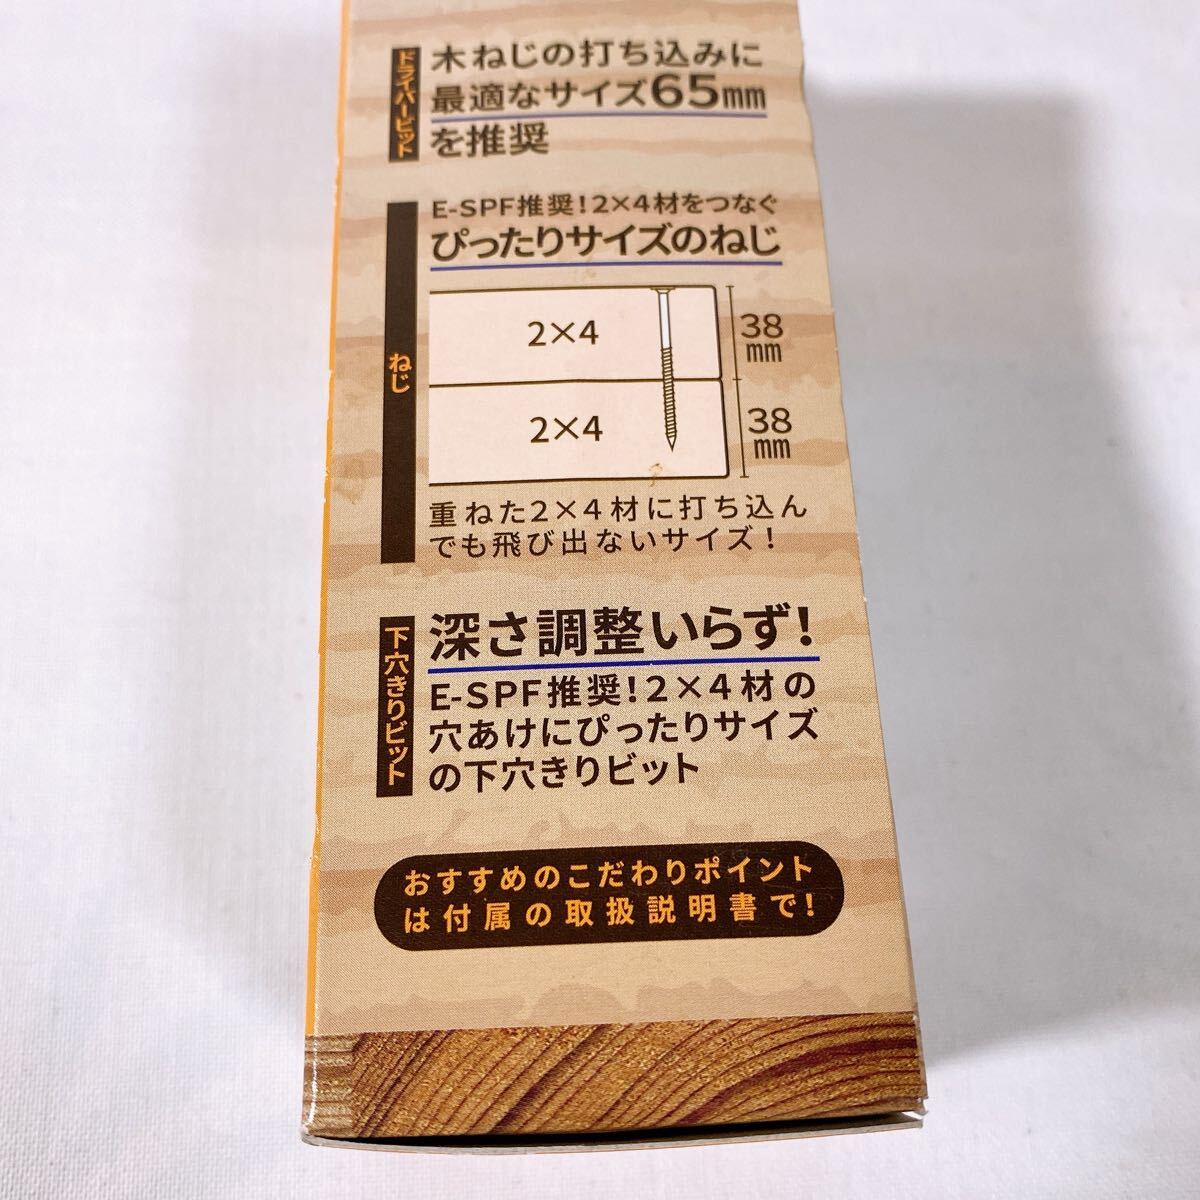 ドライバービット
木ねじの打ち込みに
最適なサイズ65mm
を推奨
ねじ
E-SPF推奨!2×4材をつなぐ
ぴったりサイズのねじ
2×4
38
mm
2×4
38
mm
重ねた2×4材に打ち込ん
でも飛び出ないサイズ!
下穴きりビット
深さ調整いらず!
E-SPF推奨!2×4材の
穴あけにぴったりサイズ
の下穴きりビット
おすすめのこだわりポイント
は付属の取扱説明書で!